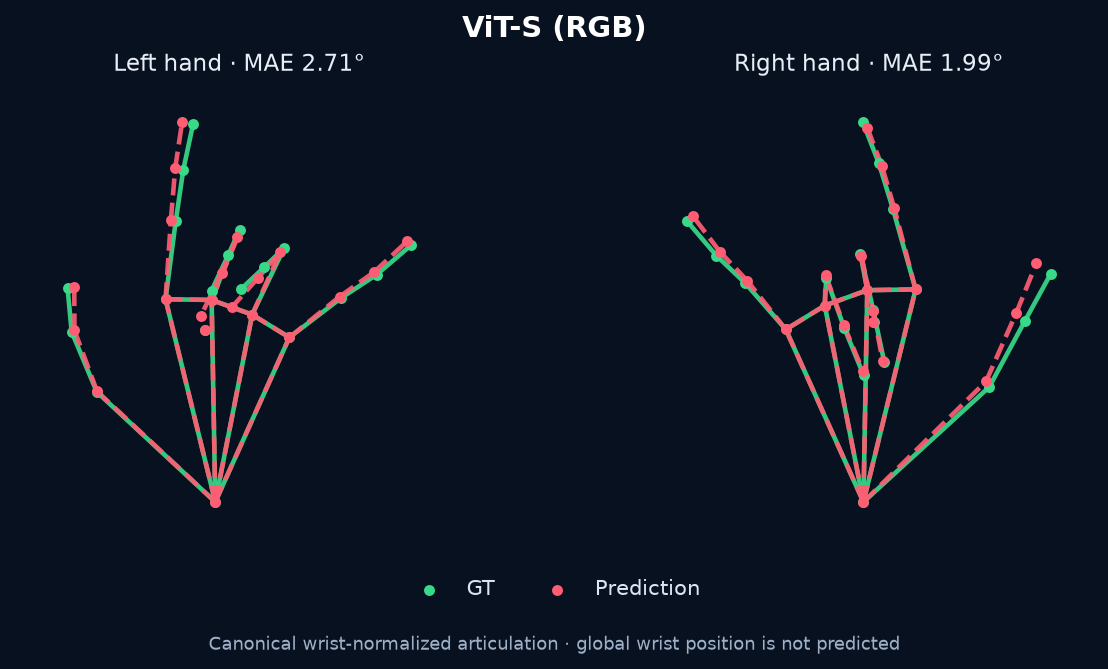 ViT-S (RGB)
Left hand · MAE 2.71°
Right hand · MAE 1.99°
GT
Prediction
Canonical wrist-normalized articulation · global wrist position is not predicted